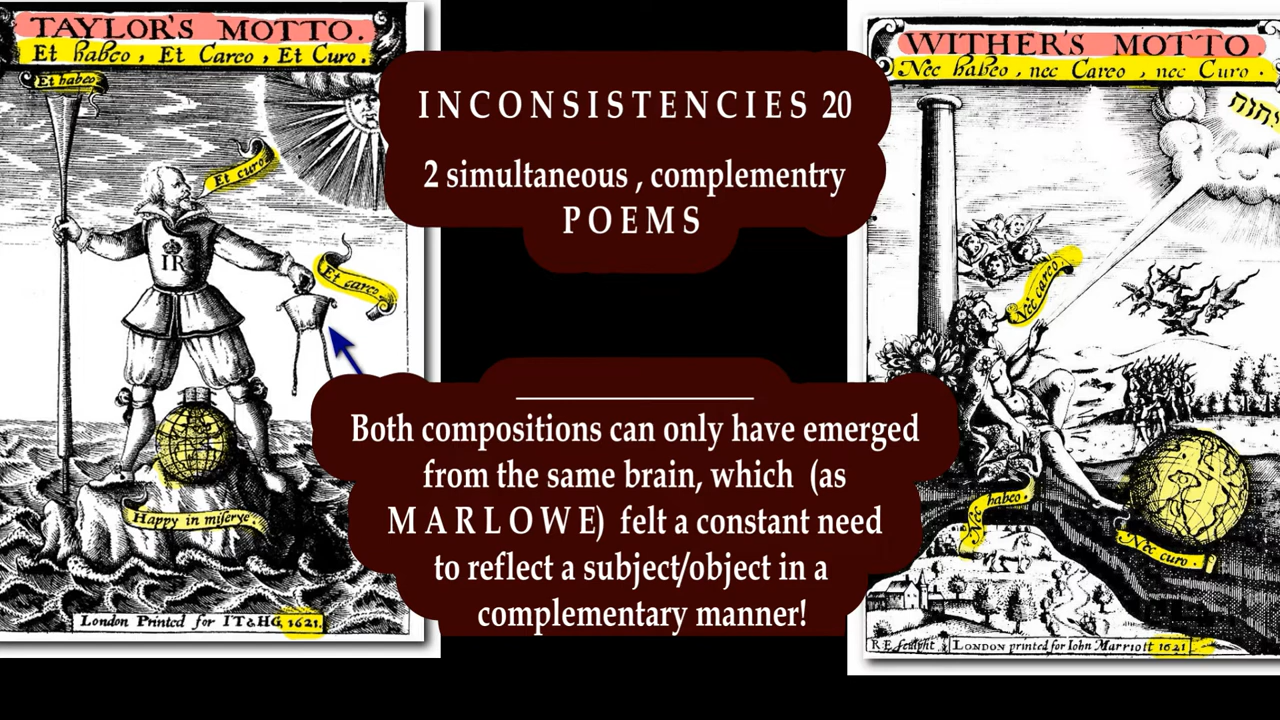 TAYLOR'S MOTTO.
Et habeo, Et Careo, Et Curo.
Et habeo
Et curo.
IR
Et careo.
Happy in miserye.
London Printed for IT & HG, 1621.
INCONSISTENCIES 20
2 simultaneous , complementry
POEMS
Both compositions can only have emerged
from the same brain, which (as
MARLOWE) felt a constant need
to reflect a subject/object in a
complementary manner!
WITHER'S MOTTO.
Nec habeo, nec Careo, nec Curo.
יהוה
Nec careo
Nec habeo.
Nec curo.
RE sculpt
LONDON printed for Iohn Marriott 1621